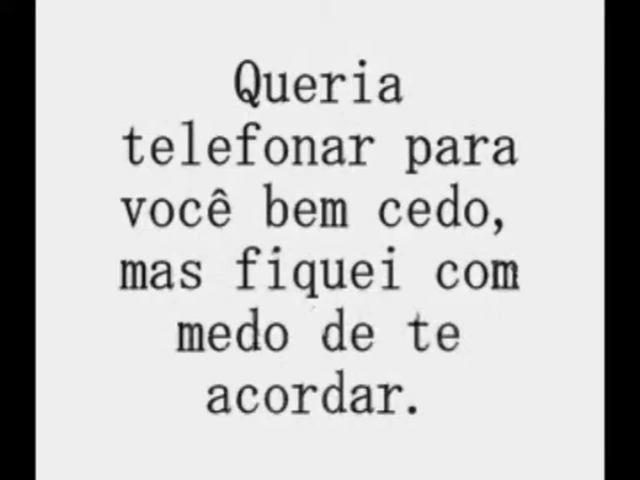 Queria
telefonar para
você bem cedo,
mas fiquei com
medo de te
acordar.